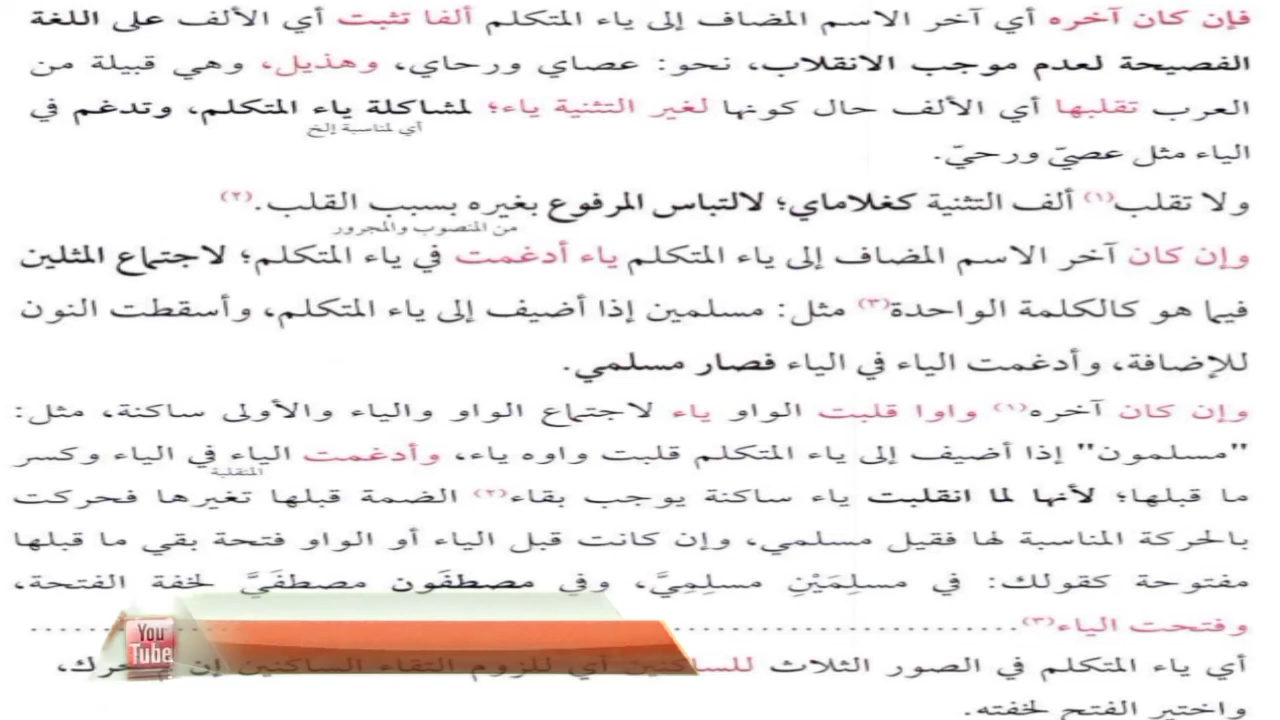 فإن كان آخره أي آخر الاسم المضاف إلى ياء المتكلم ألفا تثبت أي الألف على اللغة
الفصيحة لعدم موجب الانقلاب، نحو: عصاي ورحاي، وهذيل، وهي قبيلة من
العرب تقلبها أي الألف حال كونها لغير التثنية ياء؛ لمشاكلة ياء المتكلم، وتدغم في
أي لمناسبة إلخ
الياء مثل عصيّ ورحيّ.
ولا تقلب(١) ألف التثنية كغلاماي؛ لالتباس المرفوع بغيره بسبب القلب.(٢)
من المنصوب والمجرور
وإن كان آخر الاسم المضاف إلى ياء المتكلم ياء أدغمت في ياء المتكلم؛ لاجتماع المثلين
فيما هو كالكلمة الواحدة(٣) مثل: مسلمين إذا أضيف إلى ياء المتكلم، وأسقطت النون
للإضافة، وأدغمت الياء في الياء فصار مسلمي.
وإن كان آخره(١) واوا قلبت الواو ياء لاجتماع الواو والياء والأولى ساكنة، مثل:
"مسلمون" إذا أضيف إلى ياء المتكلم قلبت واوه ياء، وأدغمت الياء في الياء وكسر
المنقلبة
ما قبلها؛ لأنها لما انقلبت ياء ساكنة يوجب بقاء(٢) الضمة قبلها تغيرها فحركت
بالحركة المناسبة لها فقيل مسلمي، وإن كانت قبل الياء أو الواو فتحة بقي ما قبلها
مفتوحة كقولك: في مسلِمَيْنِ مسلِمِيَّ، وفي مصطفَون مصطفَيَّ لخفة الفتحة،
وفتحت الياء(٣)
You Tube
أي ياء المتكلم في الصور الثلاث للساكنين أي للزوم التقاء الساكنين إن
واختير الفتح لخفته.